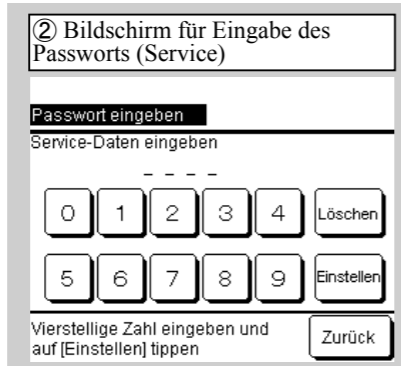 ② Bildschirm für Eingabe des
Passworts (Service)
Passwort eingeben
Service-Daten eingeben
_ _ _ _
0 1 2 3 4 Löschen
5 6 7 8 9 Einstellen
Vierstellige Zahl eingeben und
auf [Einstellen] tippen
Zurück